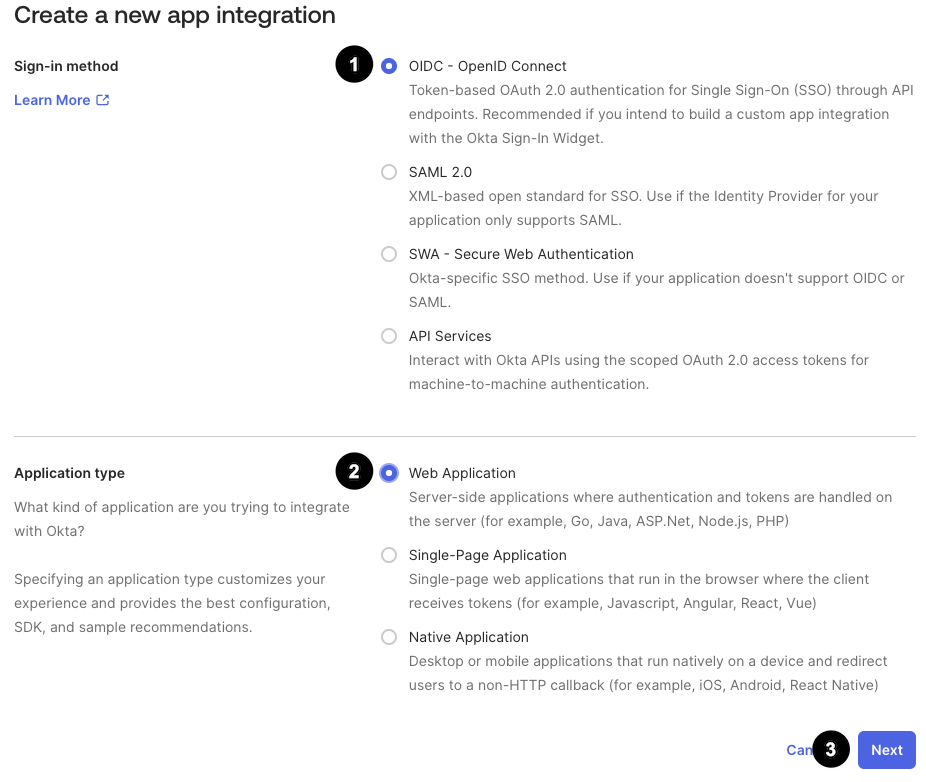 Create a new app integration
Sign-in method
Learn More
1
OIDC - OpenID Connect
Token-based OAuth 2.0 authentication for Single Sign-On (SSO) through API
endpoints. Recommended if you intend to build a custom app integration
with the Okta Sign-In Widget.
SAML 2.0
XML-based open standard for SSO. Use if the Identity Provider for your
application only supports SAML.
SWA - Secure Web Authentication
Okta-specific SSO method. Use if your application doesn't support OIDC or
SAML.
API Services
Interact with Okta APIs using the scoped OAuth 2.0 access tokens for
machine-to-machine authentication.
Application type
What kind of application are you trying to integrate
with Okta?
Specifying an application type customizes your
experience and provides the best configuration,
SDK, and sample recommendations.
2
Web Application
Server-side applications where authentication and tokens are handled on
the server (for example, Go, Java, ASP.Net, Node.js, PHP)
Single-Page Application
Single-page web applications that run in the browser where the client
receives tokens (for example, Javascript, Angular, React, Vue)
Native Application
Desktop or mobile applications that run natively on a device and redirect
users to a non-HTTP callback (for example, iOS, Android, React Native)
Can
3
Next